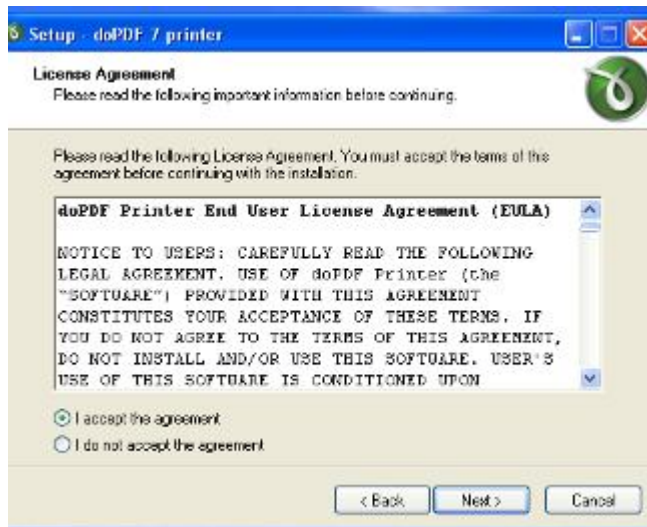 Setup - doPDF 7 printer
License Agreement
Please read the following important information before continuing.
Please read the following License Agreement. You must accept the terms of this
agreement before continuing with the installation.
doPDF Printer End User License Agreement (EULA)
NOTICE TO USERS: CAREFULLY READ THE FOLLOWING
LEGAL AGREEMENT. USE OF doPDF Printer (the
"SOFTWARE") PROVIDED WITH THIS AGREEMENT
CONSTITUTES YOUR ACCEPTANCE OF THESE TERMS. IF
YOU DO NOT AGREE TO THE TERMS OF THIS AGREEMENT,
DO NOT INSTALL AND/OR USE THIS SOFTWARE. USER'S
USE OF THIS SOFTWARE IS CONDITIONED UPON
I accept the agreement
I do not accept the agreement
< Back Next > Cancel